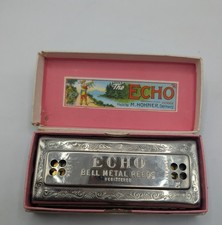 The
"ECHO"
M. HOHNER
ECHO
BELL METAL REEDS